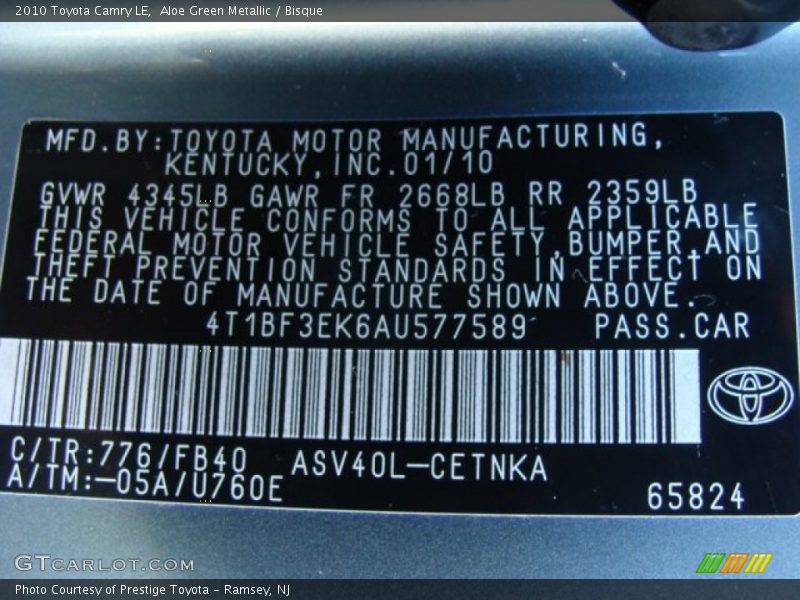 2010 Toyota Camry LE,  Aloe Green Metallic / Bisque
MFD.BY:TOYOTA MOTOR MANUFACTURING,
KENTUCKY,INC.01/10
GVWR 4345LB GAWR FR 2668LB RR 2359LB
THIS VEHICLE CONFORMS TO ALL APPLICABLE
FEDERAL MOTOR VEHICLE SAFETY,BUMPER,AND
THEFT PREVENTION STANDARDS IN EFFECT ON
THE DATE OF MANUFACTURE SHOWN ABOVE.
4T1BF3EK6AU577589 PASS.CAR
C/TR:776/FB40 ASV40L-CETNKA
A/TM:-05A/U760E
65824
GTCARLOT.COM
Photo Courtesy of Prestige Toyota - Ramsey, NJ